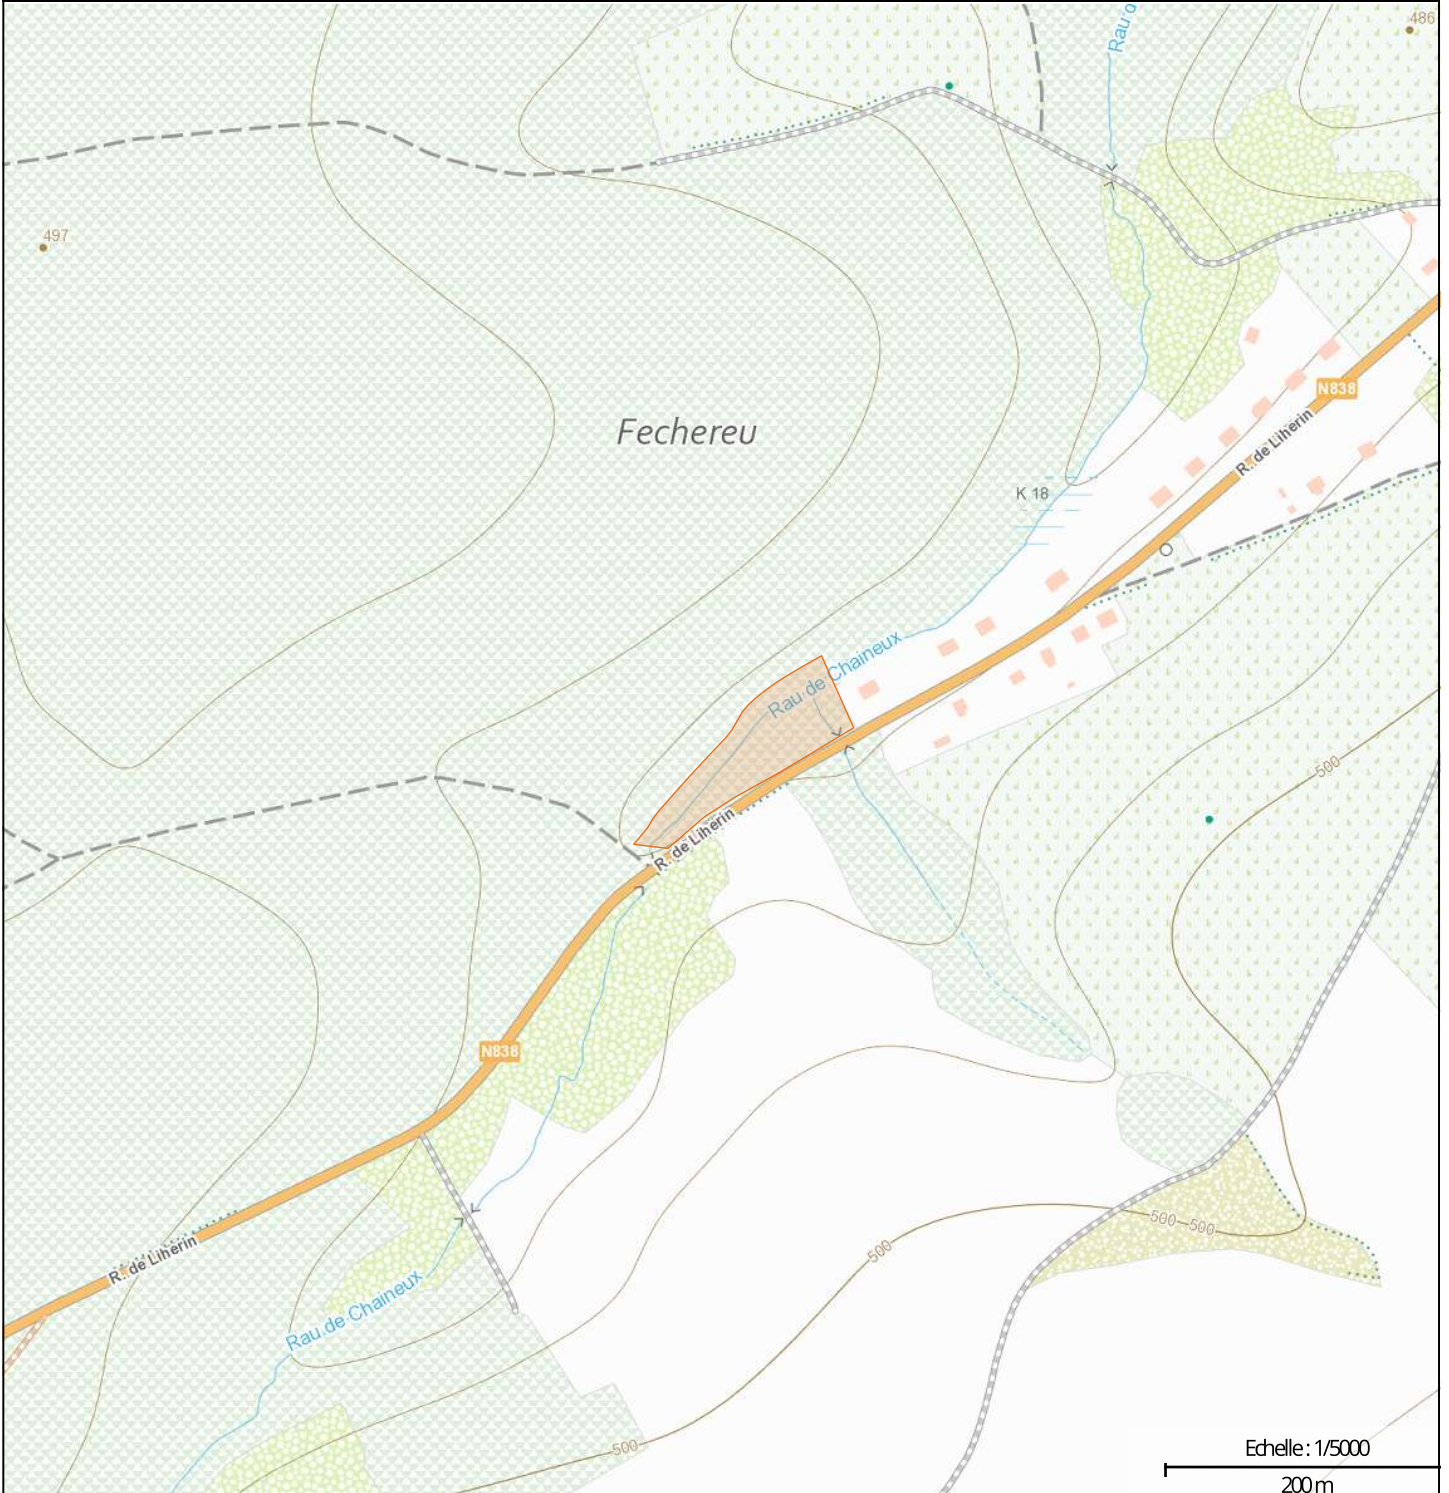 Rau d
486
497
N838
Fechereu
R. de Liherin
K 18
Rau de Chaineux
500
R. de Liherin
N838
500-500
500
R. de Liherin
Rau de Chaineux
500
Echelle : 1/5000
200 m